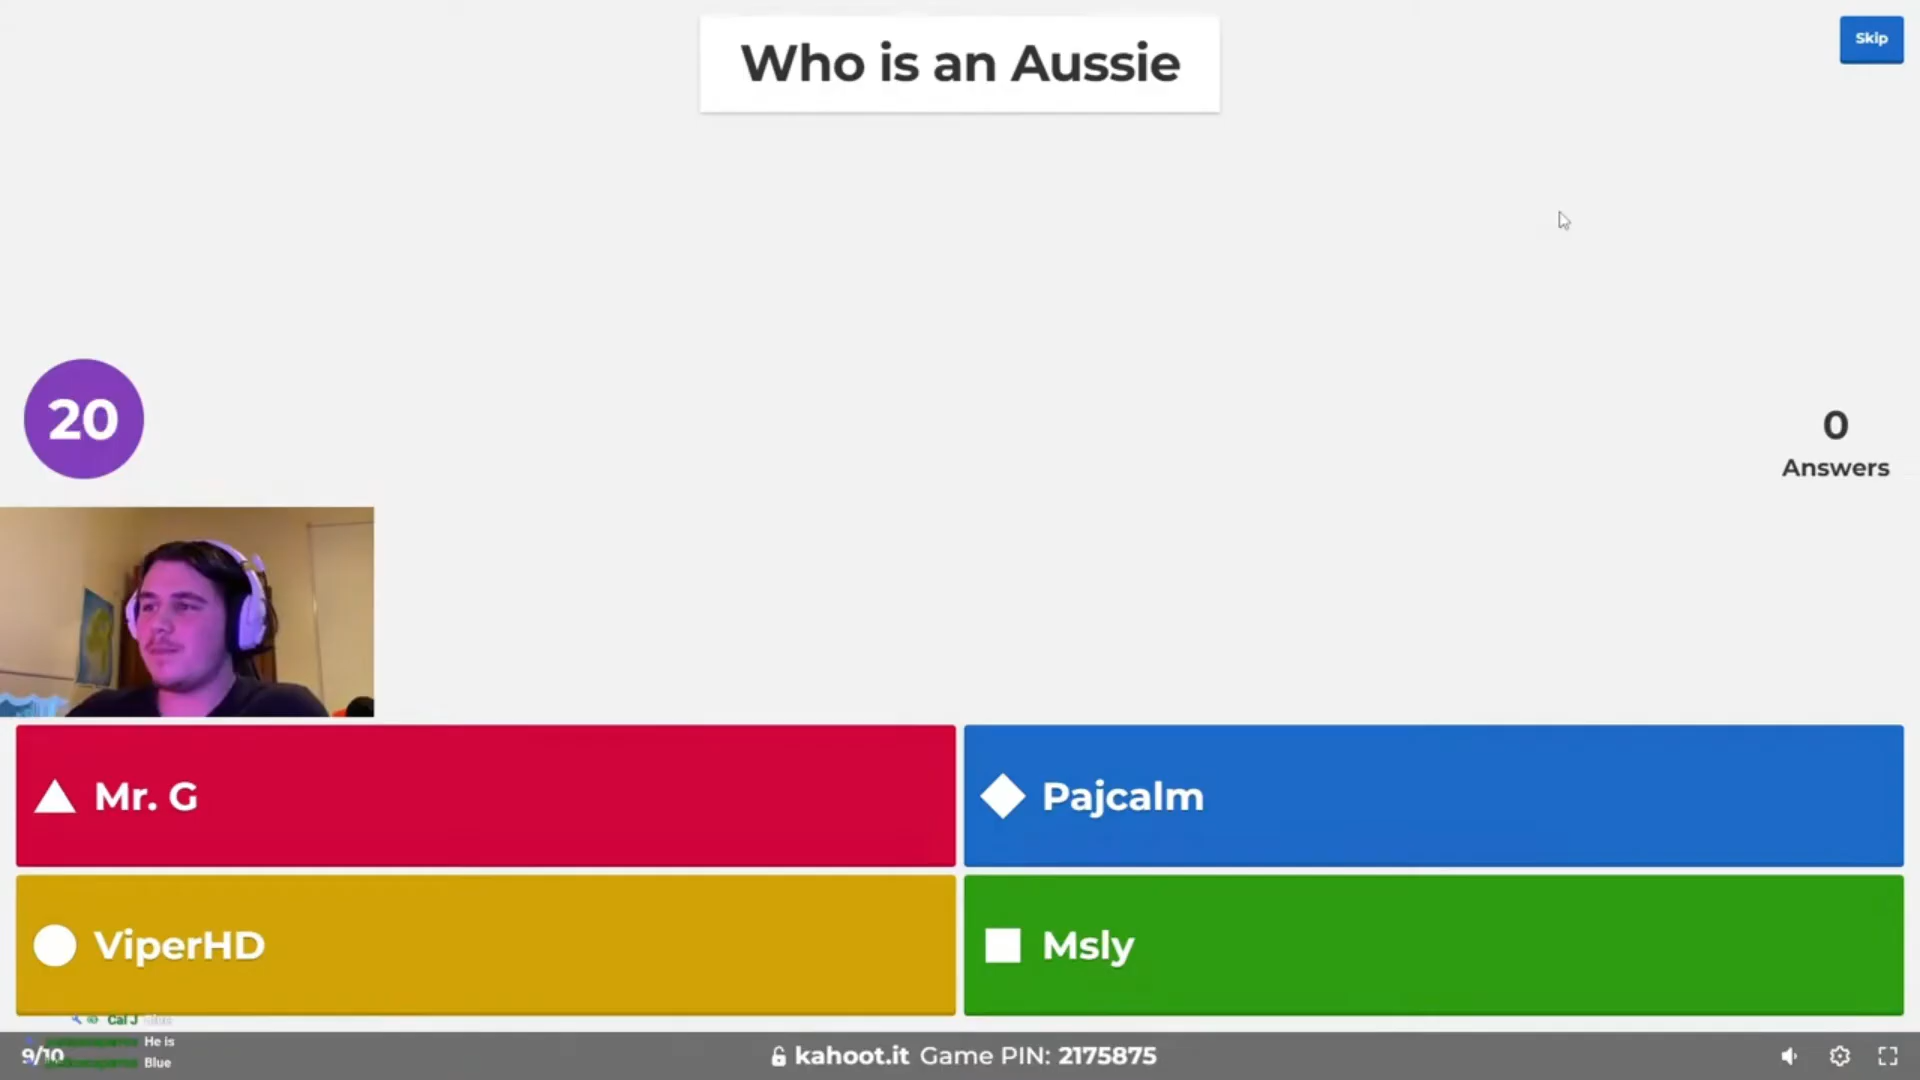 Who is an Aussie
Skip
20
0
Answers
Mr. G
Pajcalm
ViperHD
Msly
Cal J
He is
Blue
9/10
kahoot.it Game PIN: 2175875